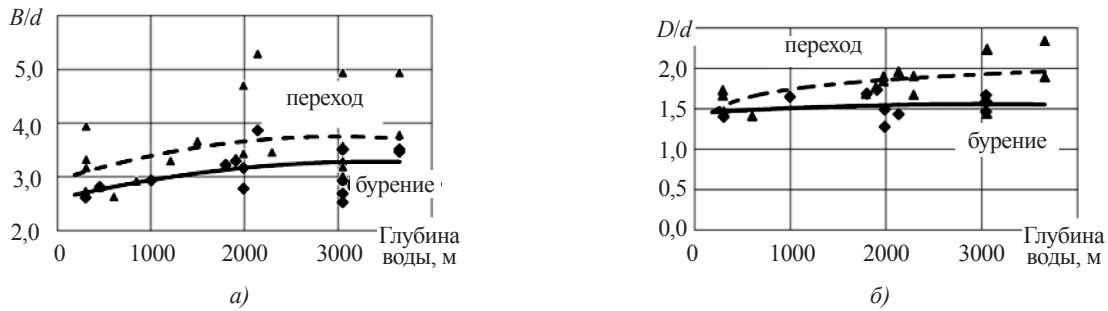 B/d
5,0
4,0
3,0
2,0
0 1000 2000 3000
Глубина
воды, м
переход
бурение
а)
D/d
2,0
1,5
1,0
0,5
0,0
0 1000 2000 3000
Глубина
воды, м
переход
бурение
б)